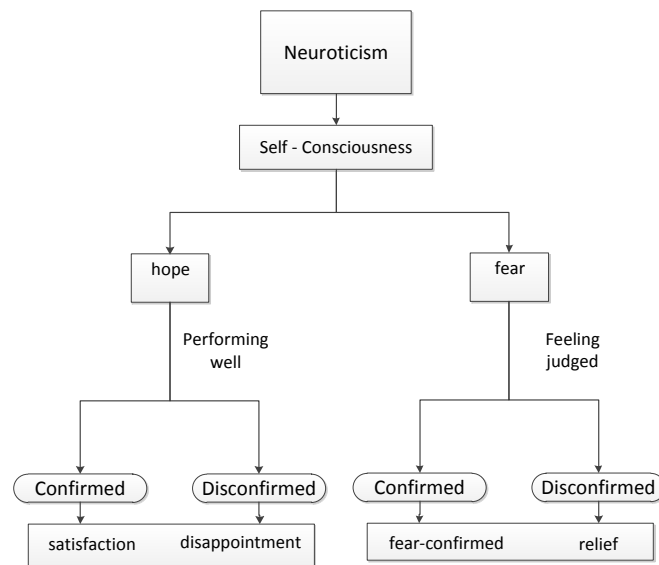 Neuroticism
Self - Consciousness
hope
fear
Performing
well
Feeling
judged
Confirmed
Disconfirmed
Confirmed
Disconfirmed
satisfaction
disappointment
fear-confirmed
relief